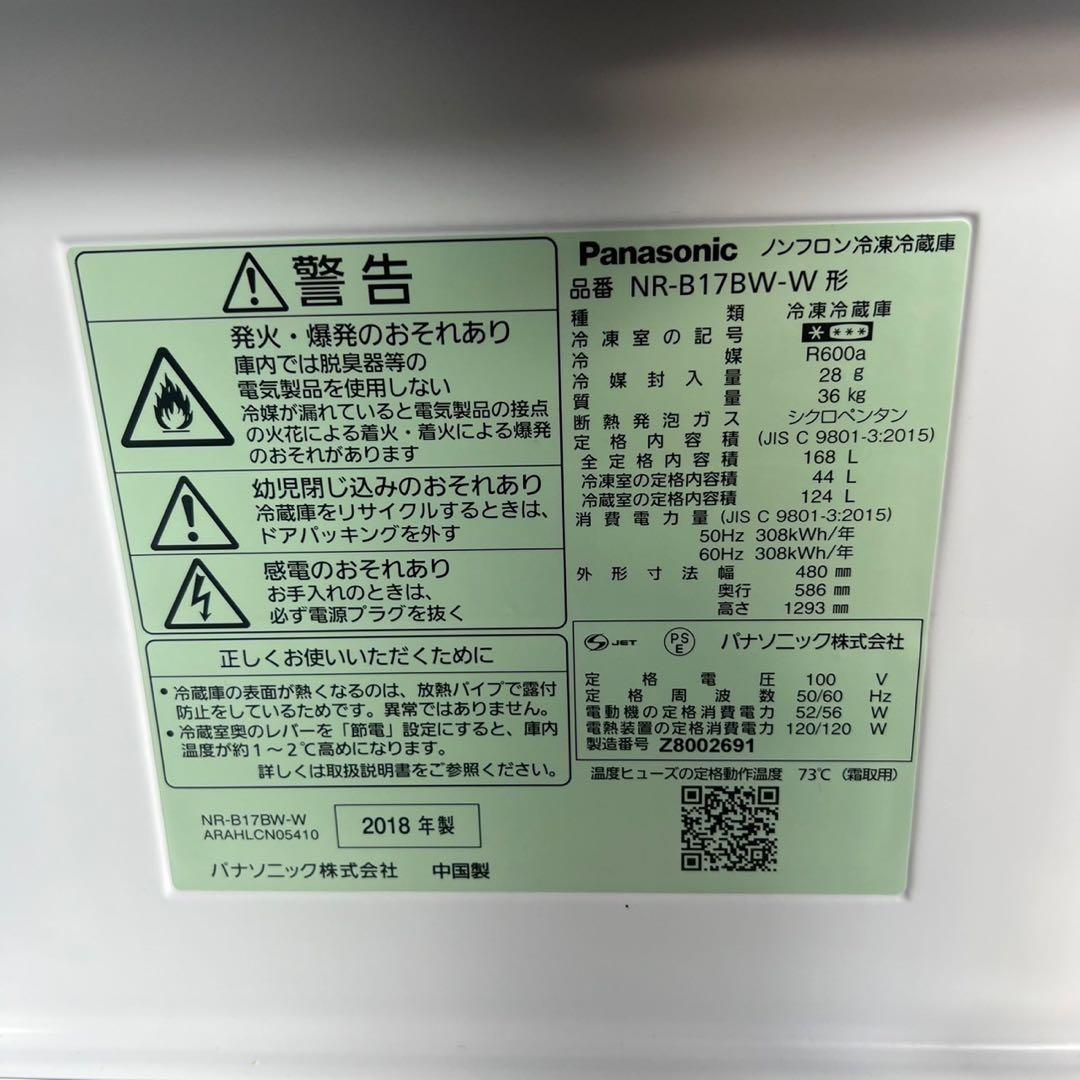 警告
発火・爆発のおそれあり
庫内では脱臭器等の
電気製品を使用しない
冷媒が漏れていると電気製品の接点
の火花による着火・着火による爆発
のおそれがあります
幼児閉じ込みのおそれあり
冷蔵庫をリサイクルするときは、
ドアパッキングを外す
感電のおそれあり
お手入れのときは、
必ず電源プラグを抜く
正しくお使いいただくために
• 冷蔵庫の表面が熱くなるのは、放熱パイプで露付
防止をしているためです。異常ではありません。
• 冷蔵室奥のレバーを「節電」設定にすると、庫内
温度が約1～2℃高めになります。
詳しくは取扱説明書をご参照ください。
NR-B17BW-W
ARAHLCN05410
2018 年製
パナソニック株式会社 中国製
Panasonic ノンフロン冷凍冷蔵庫
品番 NR-B17BW-W 形
種類 冷凍冷蔵庫
冷凍室の記号 * ***
冷媒 R600a
冷媒封入量 28 g
質量 36 kg
断熱発泡ガス シクロペンタン
定格内容積 (JIS C 9801-3:2015)
全定格内容積 168 L
冷凍室の定格内容積 44 L
冷蔵室の定格内容積 124 L
消費電力量 (JIS C 9801-3:2015)
50Hz 308kWh/年
60Hz 308kWh/年
外形寸法 幅 480 mm
奥行 586 mm
高さ 1293 mm
S JET PS E パナソニック株式会社
定格電圧 100 V
定格周波数 50/60 Hz
電動機の定格消費電力 52/56 W
電熱装置の定格消費電力 120/120 W
製造番号 Z8002691
温度ヒューズの定格動作温度 73℃（霜取用）